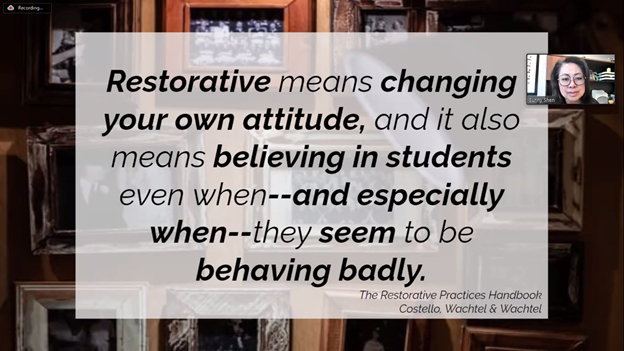 Recording...
Restorative means changing
your own attitude, and it also
means believing in students
even when--and especially
when--they seem to be
behaving badly.
The Restorative Practices Handbook
Costello, Wachtel & Wachtel